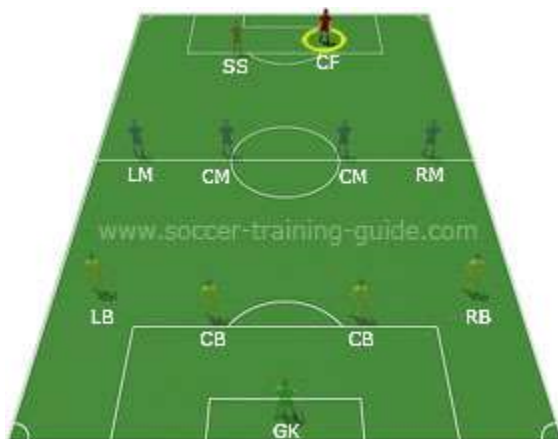 SS CF
LM CM CM RM
www.soccer-training-guide.com
LB CB CB RB
GK